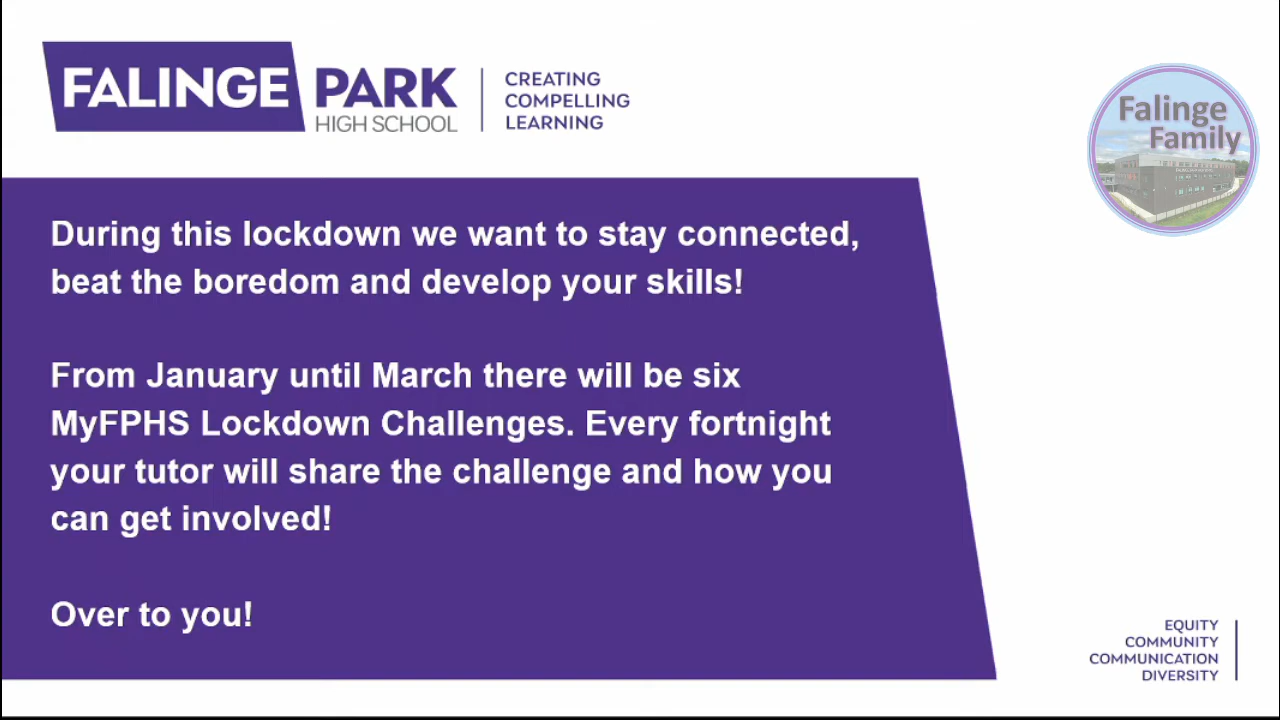 FALINGE PARK
HIGH SCHOOL
CREATING
COMPELLING
LEARNING
Falinge
Family
During this lockdown we want to stay connected,
beat the boredom and develop your skills!
From January until March there will be six
MyFPHS Lockdown Challenges. Every fortnight
your tutor will share the challenge and how you
can get involved!
Over to you!
EQUITY
COMMUNITY
COMMUNICATION
DIVERSITY